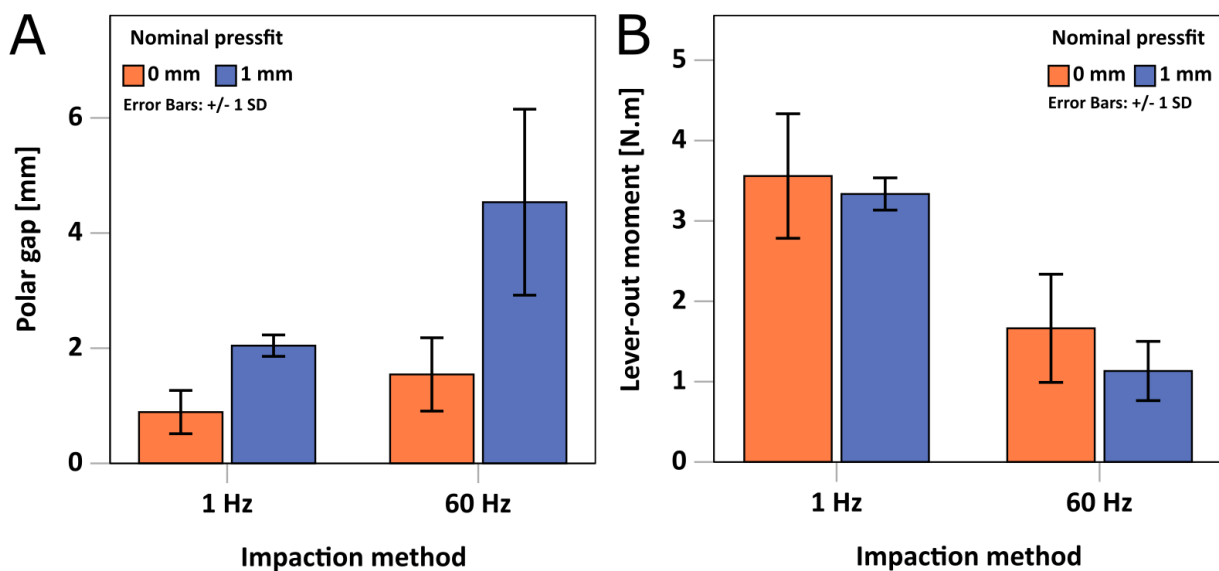 A
Nominal pressfit
0 mm 1 mm
Error Bars: +/- 1 SD
Polar gap [mm]
6
4
2
0
1 Hz 60 Hz
Impaction method
B
Nominal pressfit
0 mm 1 mm
Error Bars: +/- 1 SD
Lever-out moment [N.m]
5
4
3
2
1
0
1 Hz 60 Hz
Impaction method